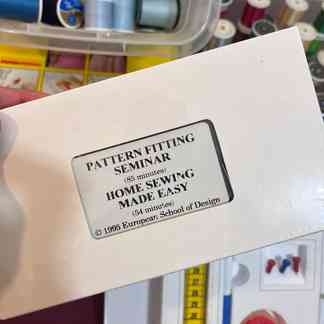 PATTERN FITTING
SEMINAR
(85 minutes)
HOME SEWING
MADE EASY
(54 minutes)
© 1995 European School of Design